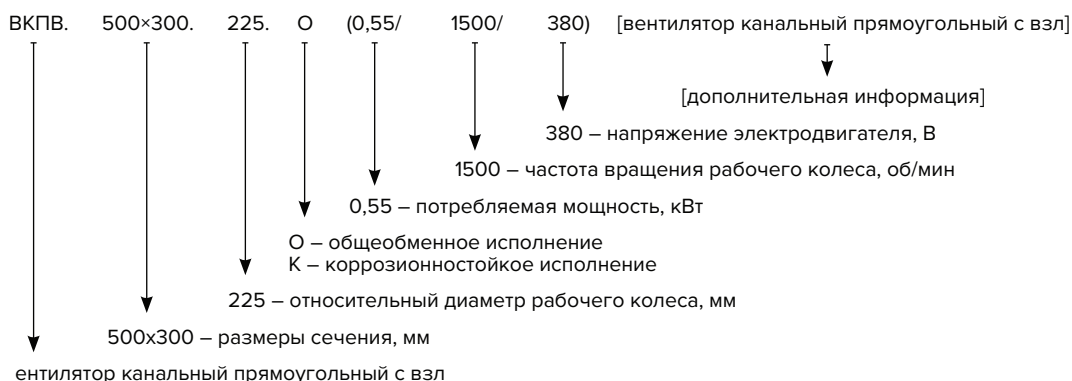 ВКПВ. 500×300. 225. О (0,55/ 1500/ 380) [вентилятор канальный прямоугольный с взл]
[дополнительная информация]
380 – напряжение электродвигателя, В
1500 – частота вращения рабочего колеса, об/мин
0,55 – потребляемая мощность, кВт
О – общеобменное исполнение
К – коррозионностойкое исполнение
225 – относительный диаметр рабочего колеса, мм
500х300 – размеры сечения, мм
ентилятор канальный прямоугольный с взл